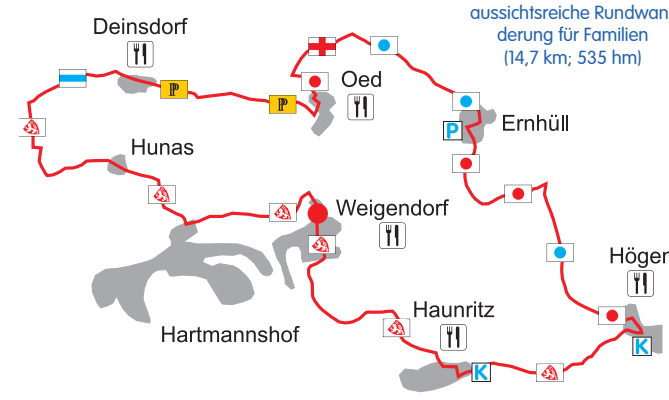 aussichtsreiche Rundwan
derung für Familien
(14,7 km; 535 hm)
Deinsdorf
Oed
P
P
Ernhüll
P
Hunas
Weigendorf
Höger
Hartmannshof
Haunritz
K
K